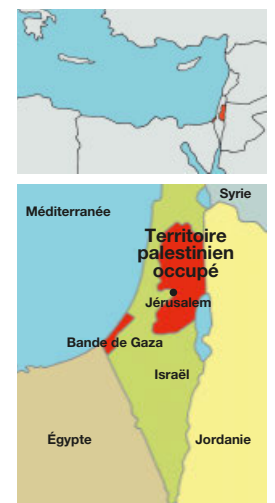 Syrie
Méditerranée
Territoire
palestinien
occupé
Jérusalem
Bande de Gaza
Israël
Égypte
Jordanie